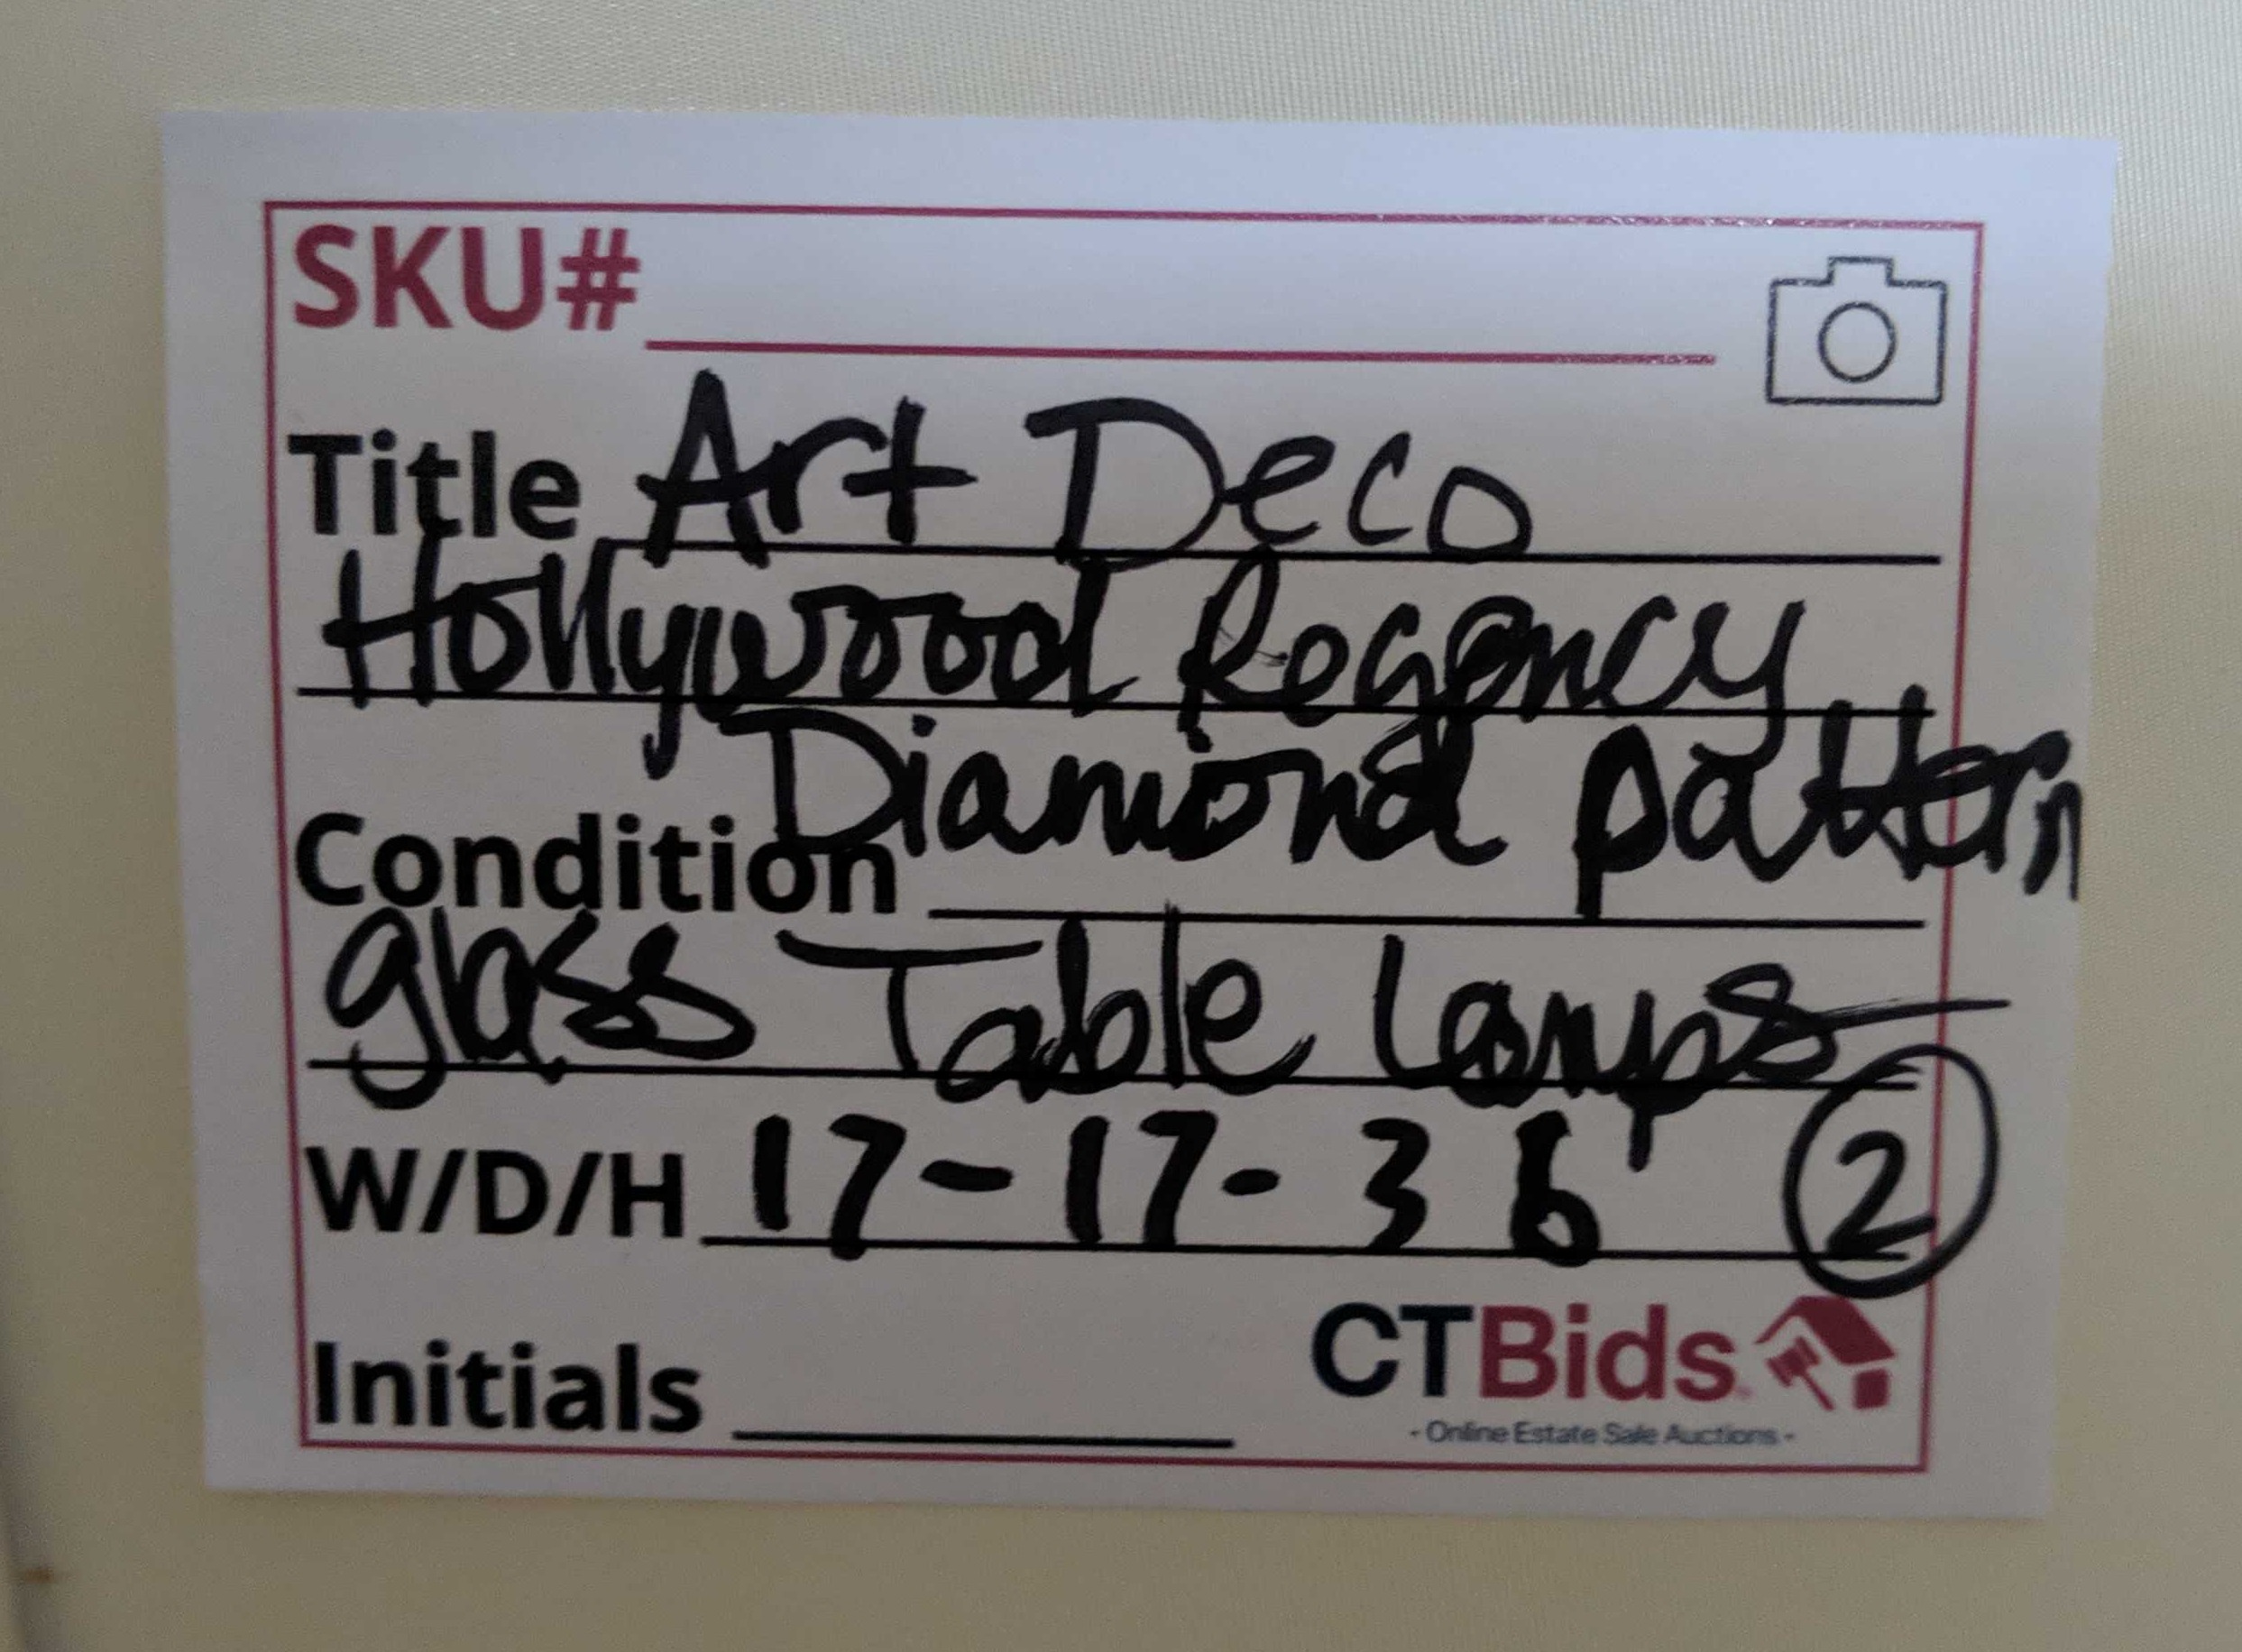 SKU#
Title Art Deco
Hollywood Regency
Diamond pattern
Condition
glass Table Lamps
W/D/H 17-17-36 2
Initials
CTBids
- Online Estate Sale Auctions -